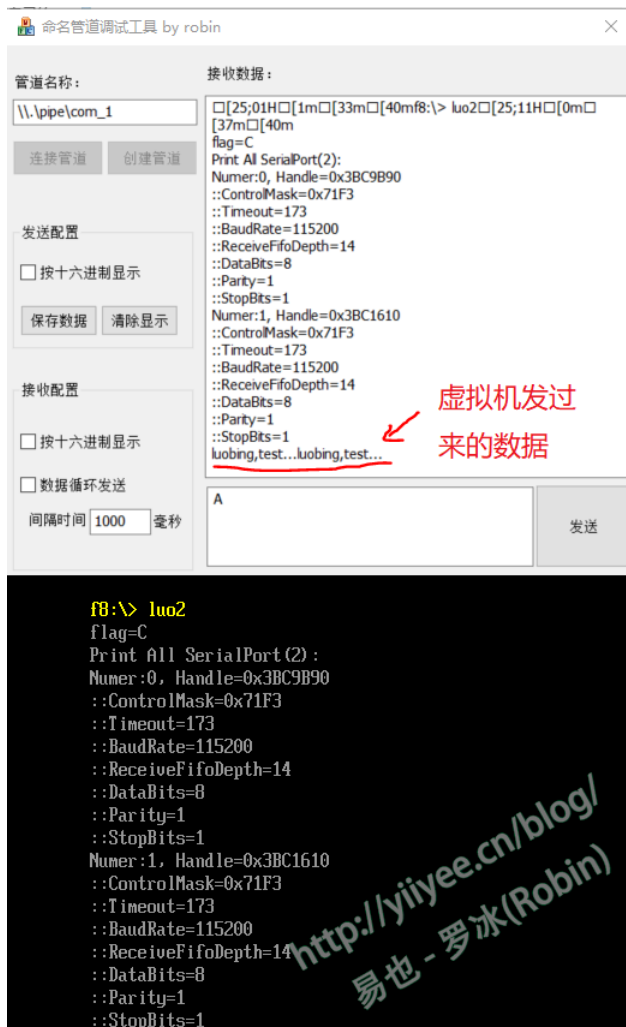 命名管道调试工具 by robin
管道名称：
\\.\pipe\com_1
连接管道
创建管道
发送配置
按十六进制显示
保存数据
清除显示
接收配置
按十六进制显示
数据循环发送
间隔时间 1000 毫秒
接收数据：
□[25;01H□[1m□[33m□[40mf8:\> luo2□[25;11H□[0m□
[37m□[40m
flag=C
Print All SerialPort(2):
Numer:0, Handle=0x3BC9B90
::ControlMask=0x71F3
::Timeout=173
::BaudRate=115200
::ReceiveFifoDepth=14
::DataBits=8
::Parity=1
::StopBits=1
Numer:1, Handle=0x3BC1610
::ControlMask=0x71F3
::Timeout=173
::BaudRate=115200
::ReceiveFifoDepth=14
::DataBits=8
::Parity=1
::StopBits=1
luobing,test...luobing,test...
虚拟机发过
来的数据
A
发送
f8:\> luo2
flag=C
Print All SerialPort(2):
Numer:0, Handle=0x3BC9B90
::ControlMask=0x71F3
::Timeout=173
::BaudRate=115200
::ReceiveFifoDepth=14
::DataBits=8
::Parity=1
::StopBits=1
Numer:1, Handle=0x3BC1610
::ControlMask=0x71F3
::Timeout=173
::BaudRate=115200
::ReceiveFifoDepth=14
::DataBits=8
::Parity=1
::StopBits=1
http://yiiyee.cn/blog/
易也 - 罗冰(Robin)